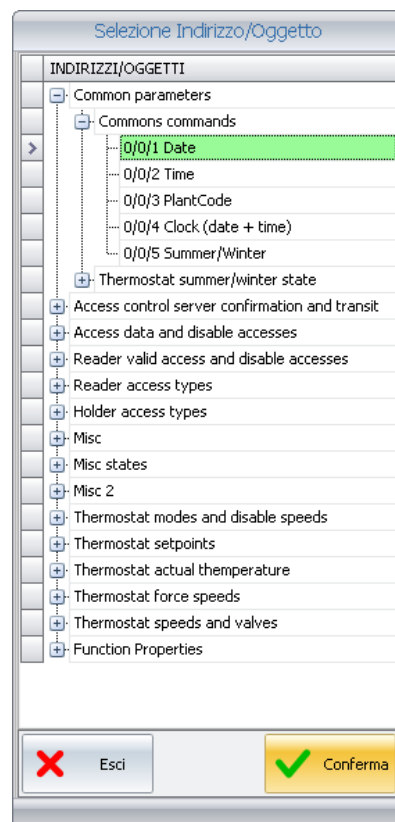 Selezione Indirizzo/Oggetto
INDIRIZZI/OGGETTI
Common parameters
Commons commands
0/0/1 Date
0/0/2 Time
0/0/3 PlantCode
0/0/4 Clock (date + time)
0/0/5 Summer/Winter
Thermostat summer/winter state
Access control server confirmation and transit
Access data and disable accesses
Reader valid access and disable accesses
Reader access types
Holder access types
Misc
Misc states
Misc 2
Thermostat modes and disable speeds
Thermostat setpoints
Thermostat actual themperature
Thermostat force speeds
Thermostat speeds and valves
Function Properties
Esci Conferma